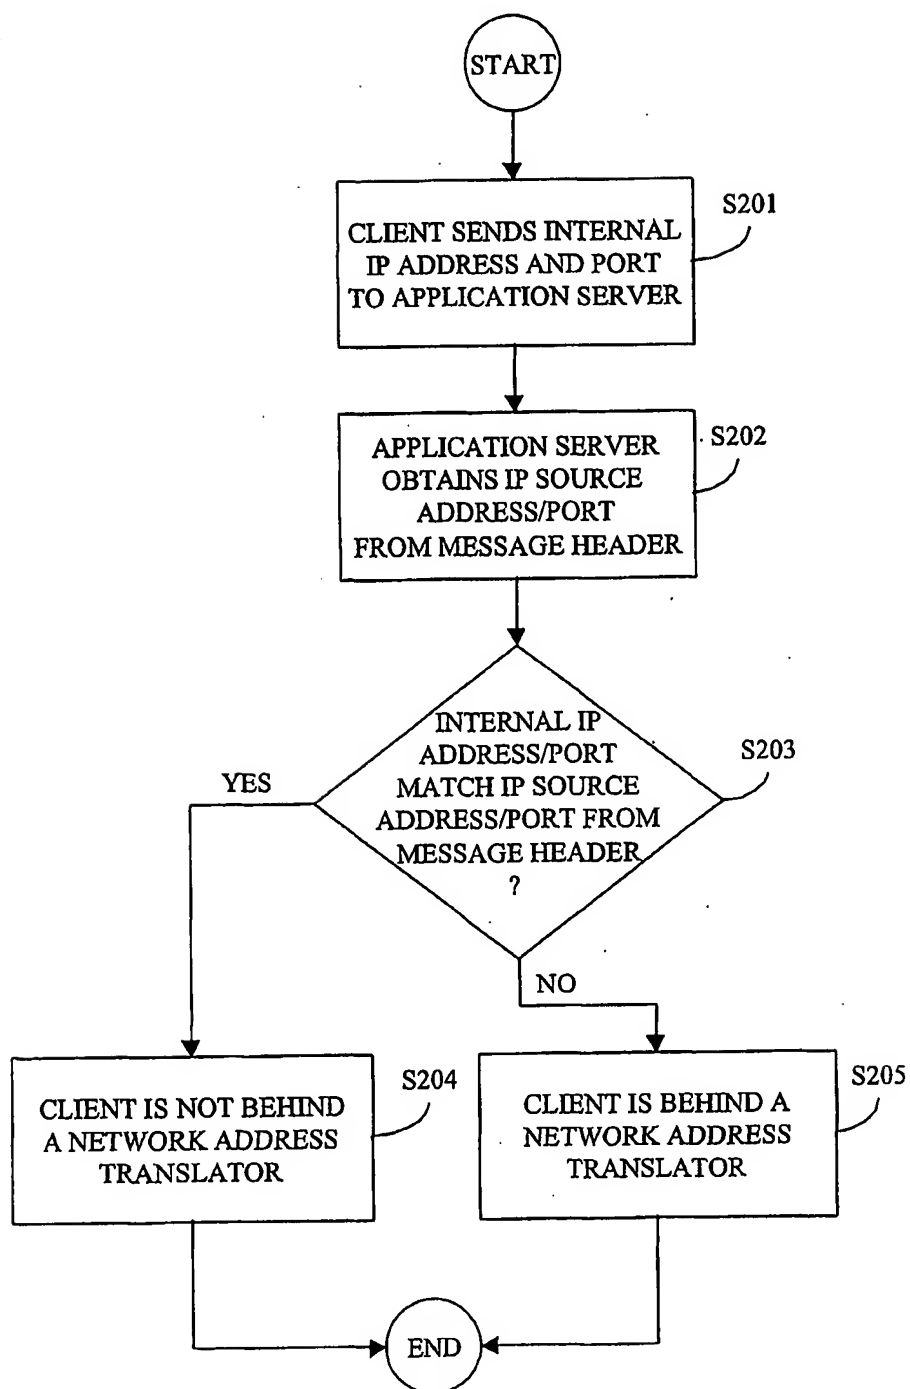 START
CLIENT SENDS INTERNAL
IP ADDRESS AND PORT
TO APPLICATION SERVER
S201
APPLICATION SERVER
OBTAINS IP SOURCE
ADDRESS/PORT
FROM MESSAGE HEADER
S202
INTERNAL IP
ADDRESS/PORT
MATCH IP SOURCE
ADDRESS/PORT FROM
MESSAGE HEADER
?
S203
YES
NO
CLIENT IS NOT BEHIND
A NETWORK ADDRESS
TRANSLATOR
S204
CLIENT IS BEHIND A
NETWORK ADDRESS
TRANSLATOR
S205
END